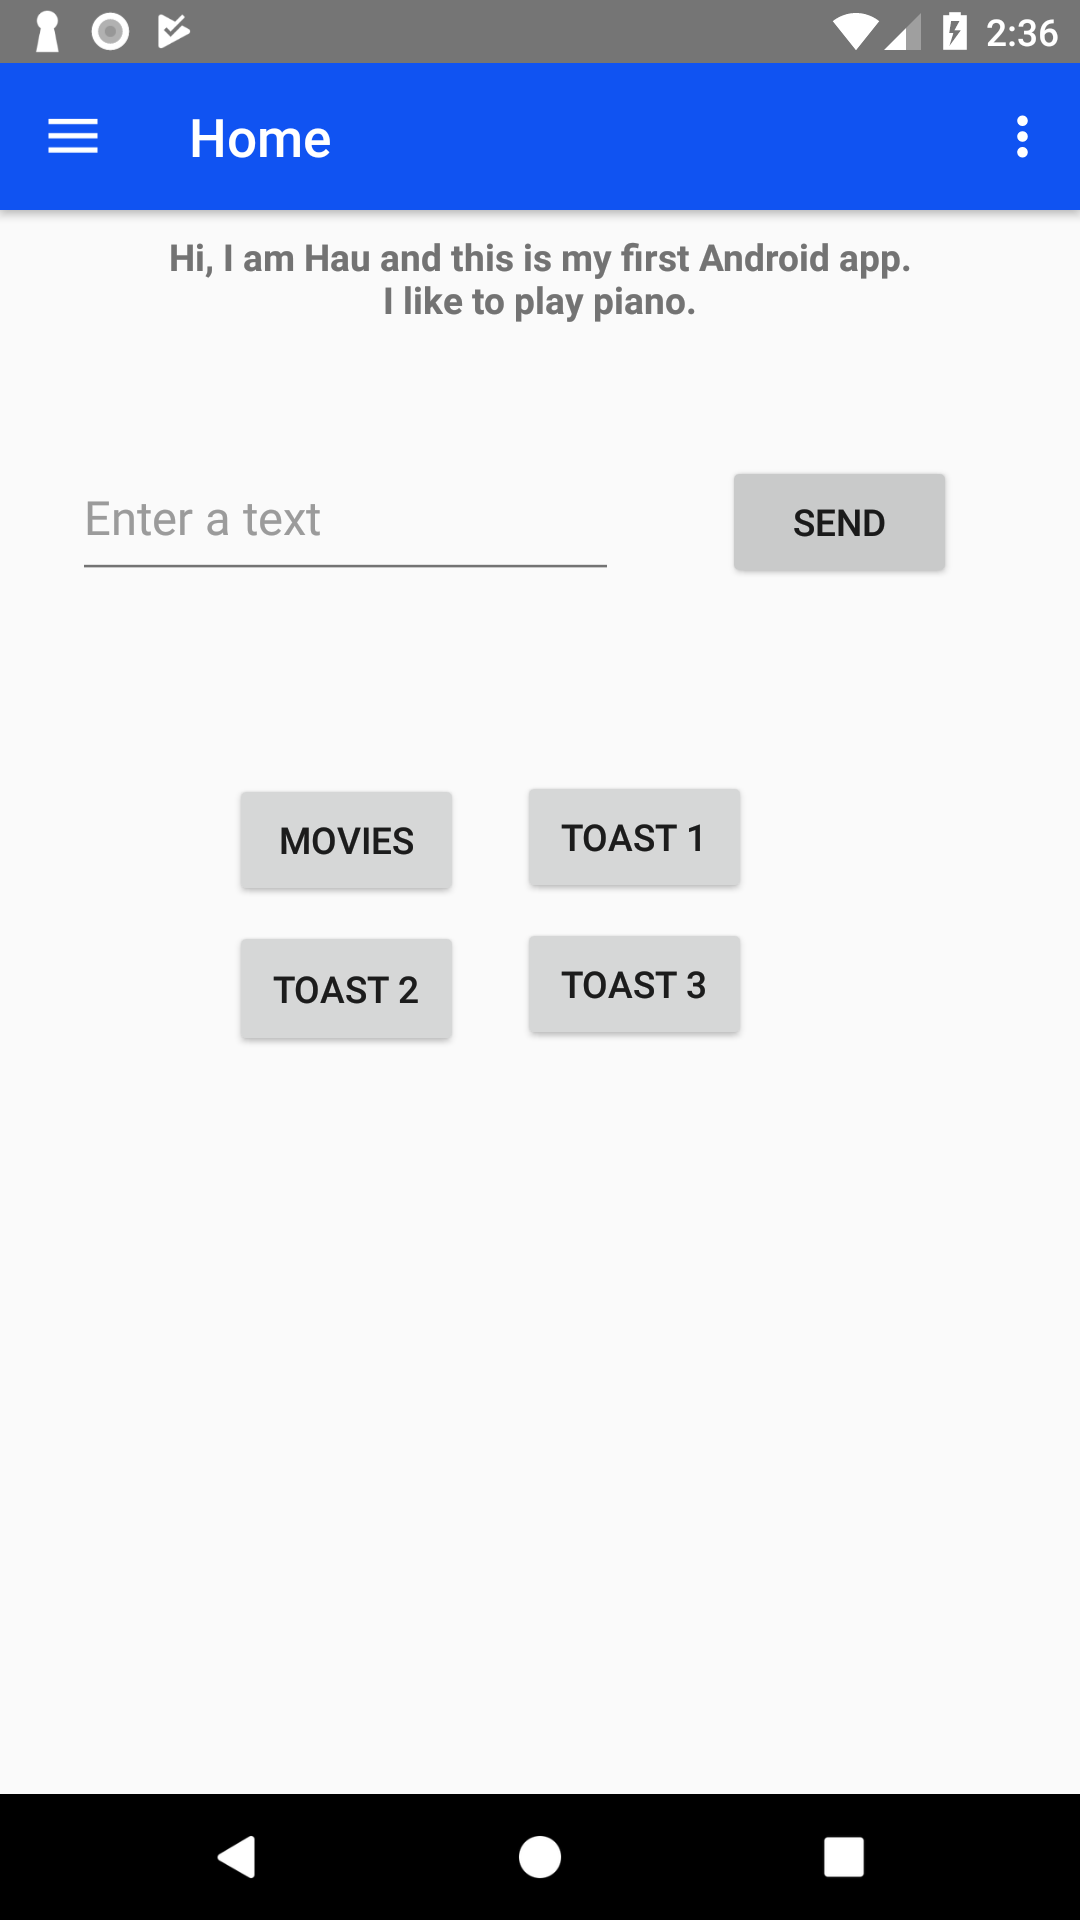 2:36
Home
Hi, I am Hau and this is my first Android app.
I like to play piano.
Enter a text
SEND
MOVIES
TOAST 1
TOAST 2
TOAST 3